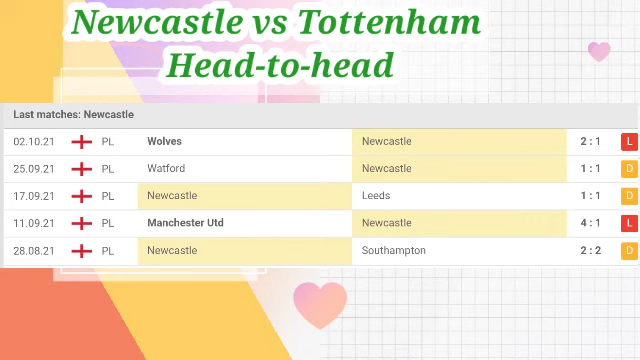 Newcastle vs Tottenham
Head-to-head
Last matches: Newcastle
02.10.21 PL Wolves Newcastle 2 : 1 L
25.09.21 PL Watford Newcastle 1 : 1 D
17.09.21 PL Newcastle Leeds 1 : 1 D
11.09.21 PL Manchester Utd Newcastle 4 : 1 L
28.08.21 PL Newcastle Southampton 2 : 2 D